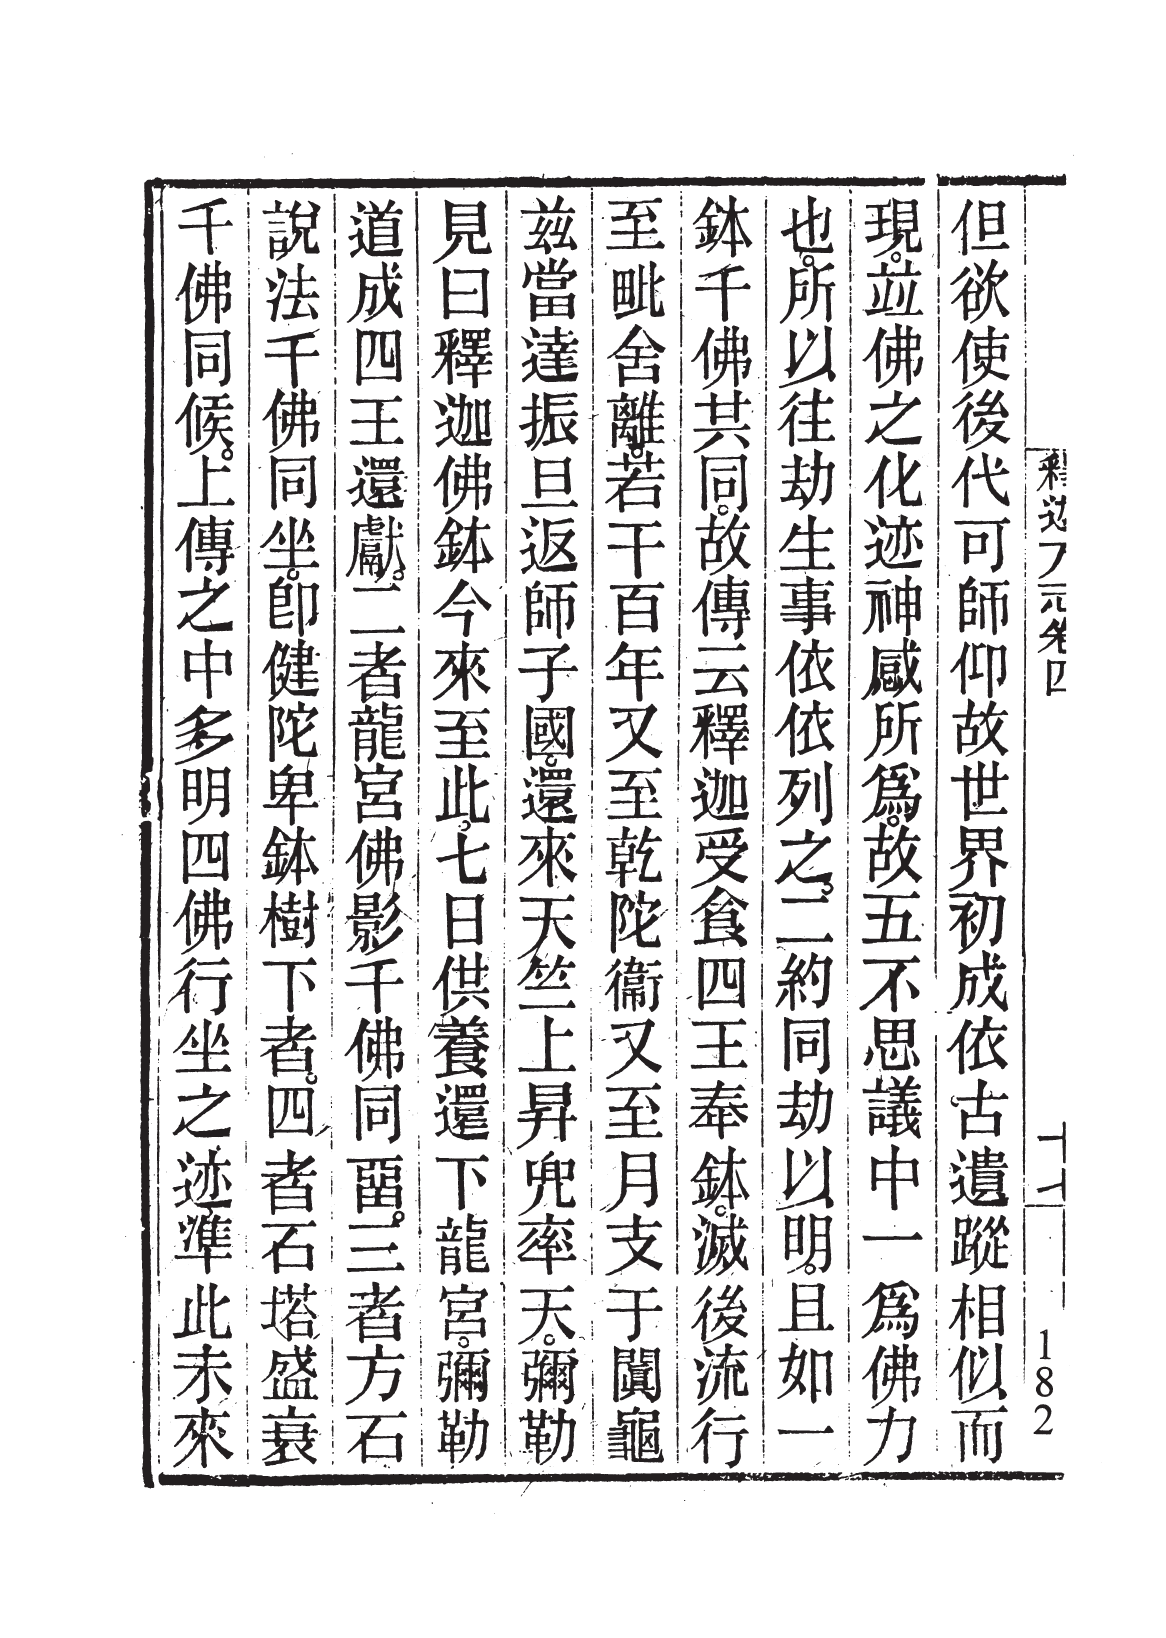 但欲使後代可師仰故世界初成依古遺蹤相似而
現。竝佛之化迹神感所爲。故五不思議中一爲佛力
也。所以往劫生事依依列之。二約同劫以明。且如一
鉢千佛共同。故傳云釋迦受食四王奉鉢。滅後流行
至毗舍離。若干百年又至乾陀衞又至月支于闐龜
茲當達振旦返師子國。還來天竺上昇兜率天。彌勒
見曰釋迦佛鉢今來至此。七日供養還下龍宮。彌勒
道成四王還獻。二者龍宮佛影千佛同畱。三者方石
說法千佛同坐。卽健陀卑鉢樹下者。四者石塔盛衰
千佛同候。上傳之中多明四佛行坐之迹準此未來
十七
182